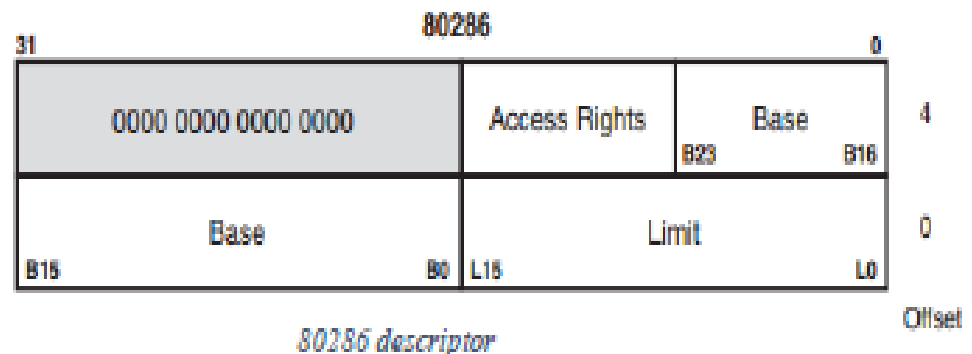 80286
31 0
0000 0000 0000 0000 Access Rights Base 4
B23 B16
Base Limit 0
B15 B0 L15 L0
Offset
80286 descriptor